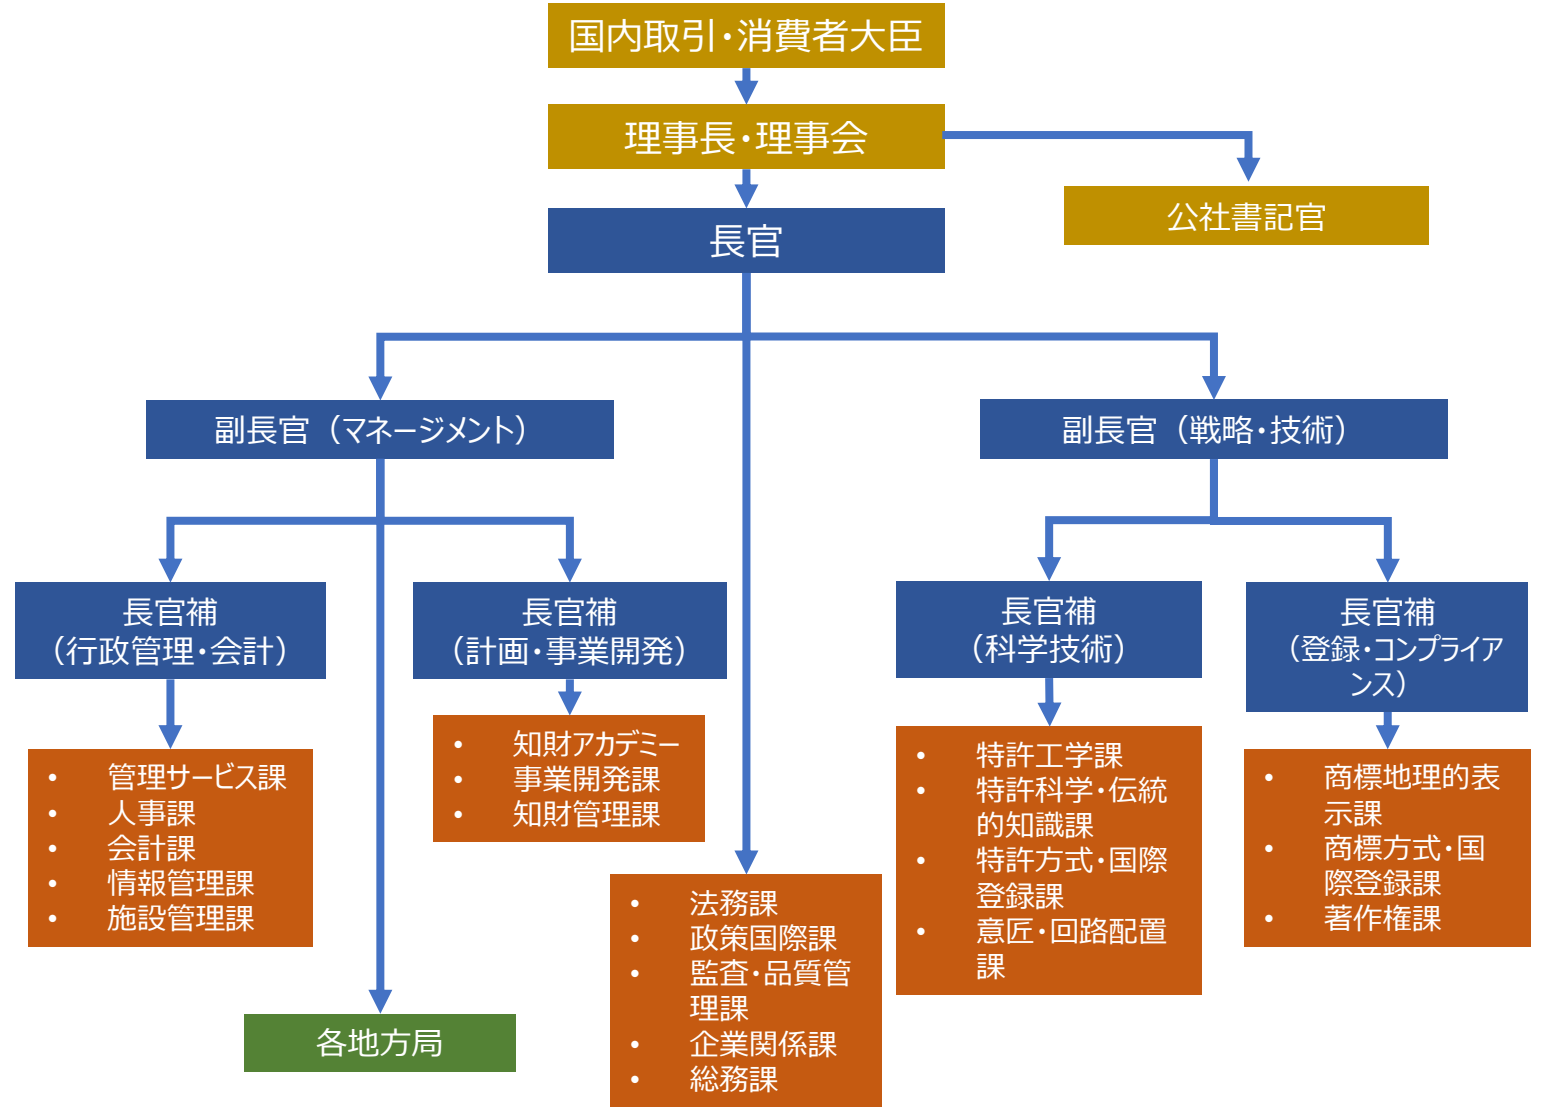 国内取引・消費者大臣
理事長・理事会
公社書記官
長官
副長官（マネージメント）
副長官（戦略・技術）
長官補
（行政管理・会計）
長官補
（計画・事業開発）
長官補
（科学技術）
長官補
（登録・コンプライア
ンス）
• 管理サービス課
• 人事課
• 会計課
• 情報管理課
• 施設管理課
• 知財アカデミー
• 事業開発課
• 知財管理課
• 法務課
• 政策国際課
• 監査・品質管
理課
• 企業関係課
• 総務課
• 特許工学課
• 特許科学・伝統
的知識課
• 特許方式・国際
登録課
• 意匠・回路配置
課
• 商標地理的表
示課
• 商標方式・国
際登録課
• 著作権課
各地方局